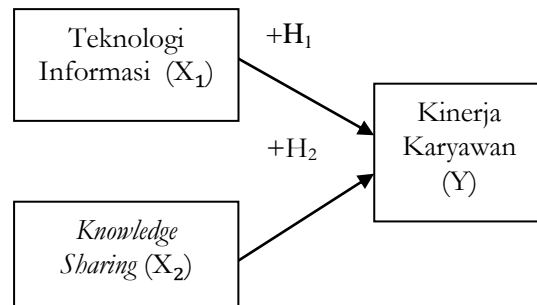 Teknologi
Informasi (X₁)
+H₁
Kinerja
Karyawan
(Y)
+H₂
Knowledge
Sharing (X₂)